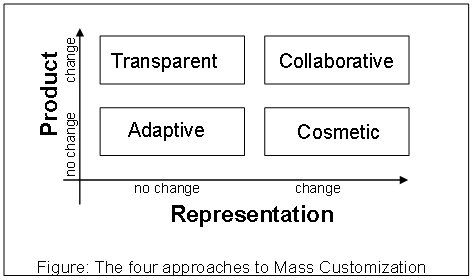 Product
change
no change
Transparent
Collaborative
Adaptive
Cosmetic
no change
change
Representation
Figure: The four approaches to Mass Customization